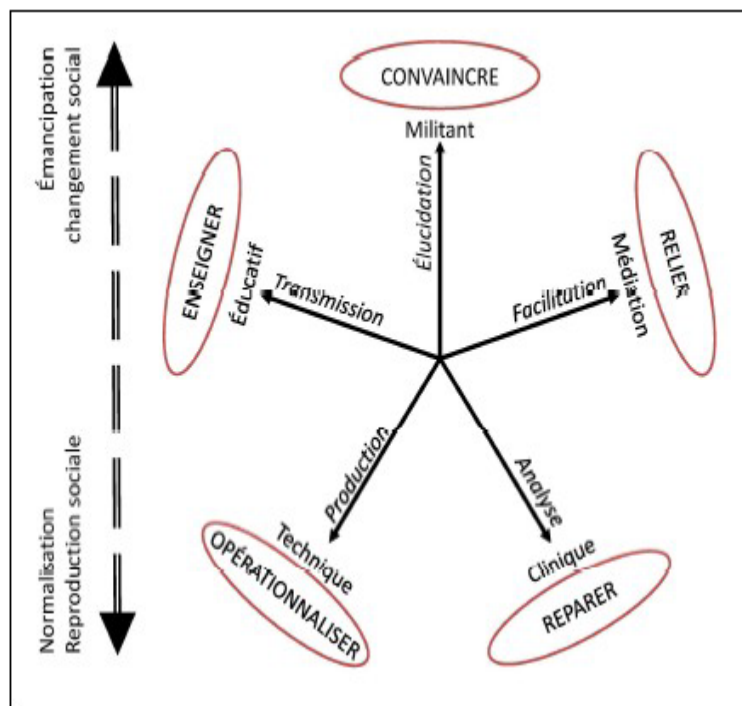 Émancipation
changement social
Normalisation
Reproduction sociale
CONVAINCRE
Militant
Élucidation
ENSEIGNER
Éducatif
Transmission
RELIER
Médiation
Facilitution
Production
Technique
OPÉRATIONNALISER
Analyse
Clinique
REPARER